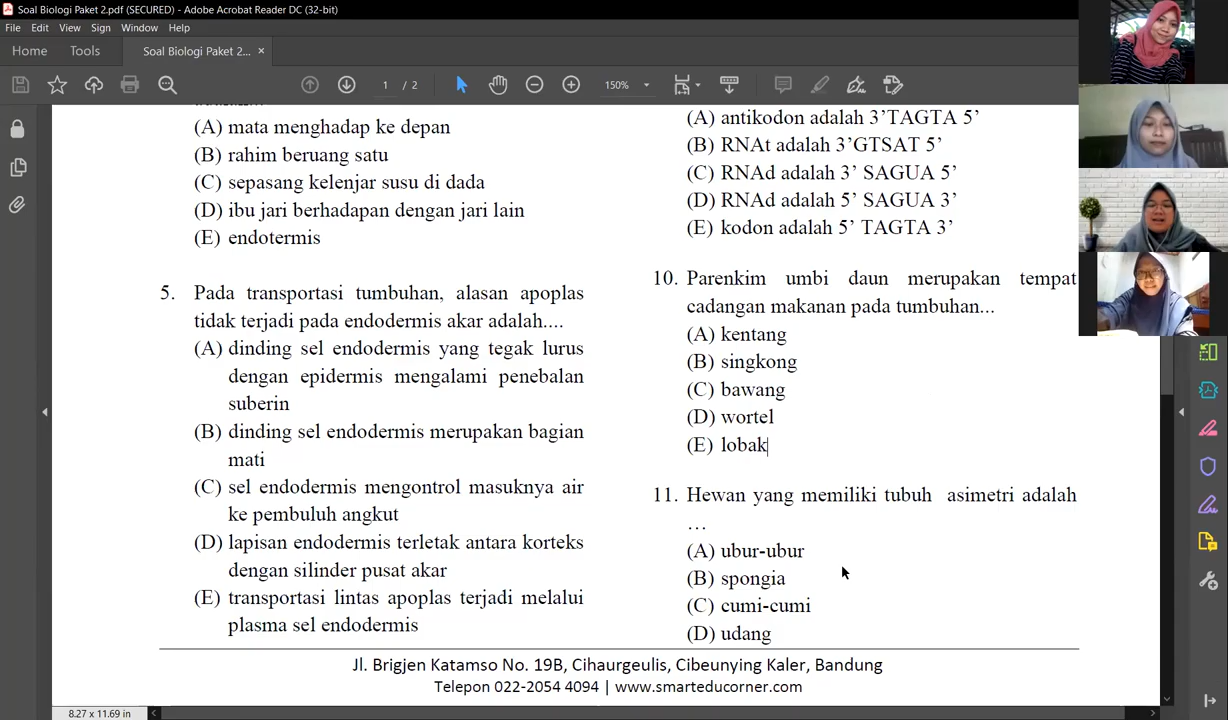 Soal Biologi Paket 2.pdf (SECURED) - Adobe Acrobat Reader DC (32-bit)
File Edit View Sign Window Help
Home Tools Soal Biologi Paket 2... ×
1 / 2 150%
(A) mata menghadap ke depan
(B) rahim beruang satu
(C) sepasang kelenjar susu di dada
(D) ibu jari berhadapan dengan jari lain
(E) endotermis
5. Pada transportasi tumbuhan, alasan apoplas
tidak terjadi pada endodermis akar adalah....
(A) dinding sel endodermis yang tegak lurus
dengan epidermis mengalami penebalan
suberin
(B) dinding sel endodermis merupakan bagian
mati
(C) sel endodermis mengontrol masuknya air
ke pembuluh angkut
(D) lapisan endodermis terletak antara korteks
dengan silinder pusat akar
(E) transportasi lintas apoplas terjadi melalui
plasma sel endodermis
(A) antikodon adalah 3’TAGTA 5’
(B) RNAt adalah 3’GTSAT 5’
(C) RNAd adalah 3’ SAGUA 5’
(D) RNAd adalah 5’ SAGUA 3’
(E) kodon adalah 5’ TAGTA 3’
10. Parenkim umbi daun merupakan tempat
cadangan makanan pada tumbuhan...
(A) kentang
(B) singkong
(C) bawang
(D) wortel
(E) lobak
11. Hewan yang memiliki tubuh asimetri adalah
…
(A) ubur-ubur
(B) spongia
(C) cumi-cumi
(D) udang
Jl. Brigjen Katamso No. 19B, Cihaurgeulis, Cibeunying Kaler, Bandung
Telepon 022-2054 4094 | www.smarteducorner.com
8.27 x 11.69 in